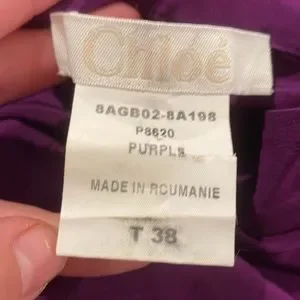 Chloé
8AGB02-8A198
P8620
PURPLE
MADE IN ROUMANIE
T 38